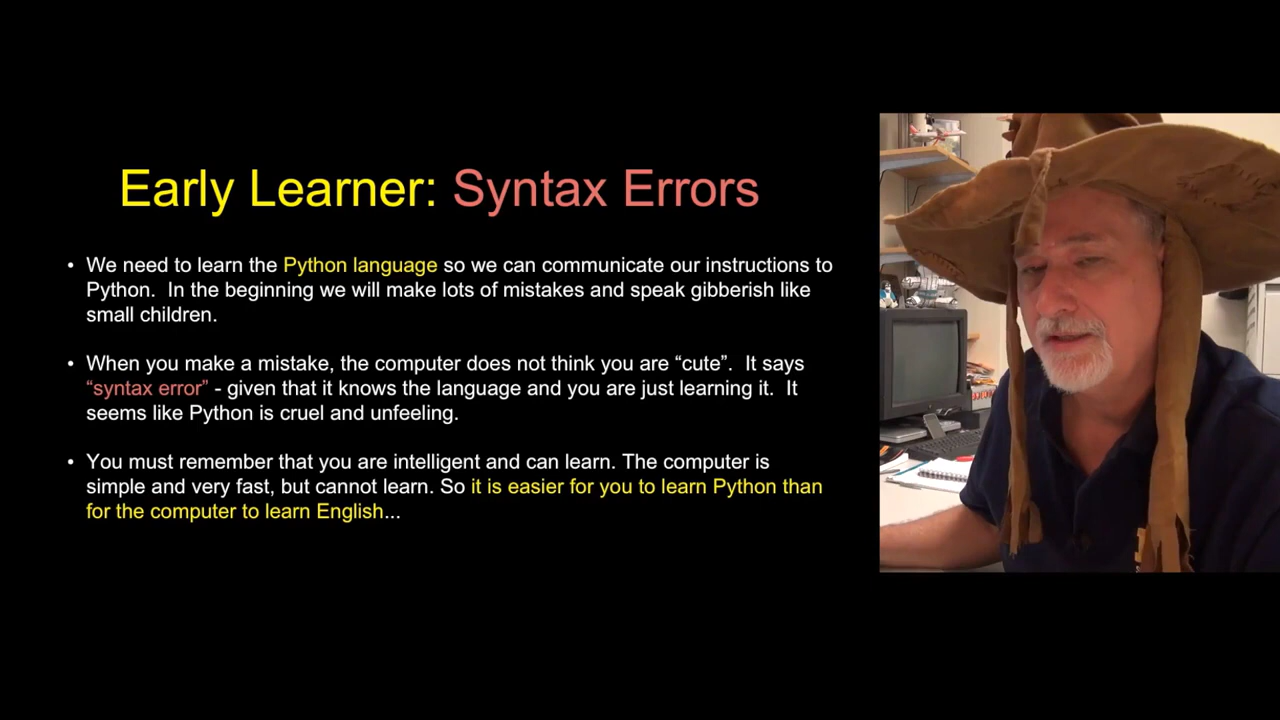 Early Learner: Syntax Errors
• We need to learn the Python language so we can communicate our instructions to
Python.  In the beginning we will make lots of mistakes and speak gibberish like
small children.
• When you make a mistake, the computer does not think you are “cute”.  It says
“syntax error” - given that it knows the language and you are just learning it.  It
seems like Python is cruel and unfeeling.
• You must remember that you are intelligent and can learn. The computer is
simple and very fast, but cannot learn. So it is easier for you to learn Python than
for the computer to learn English...